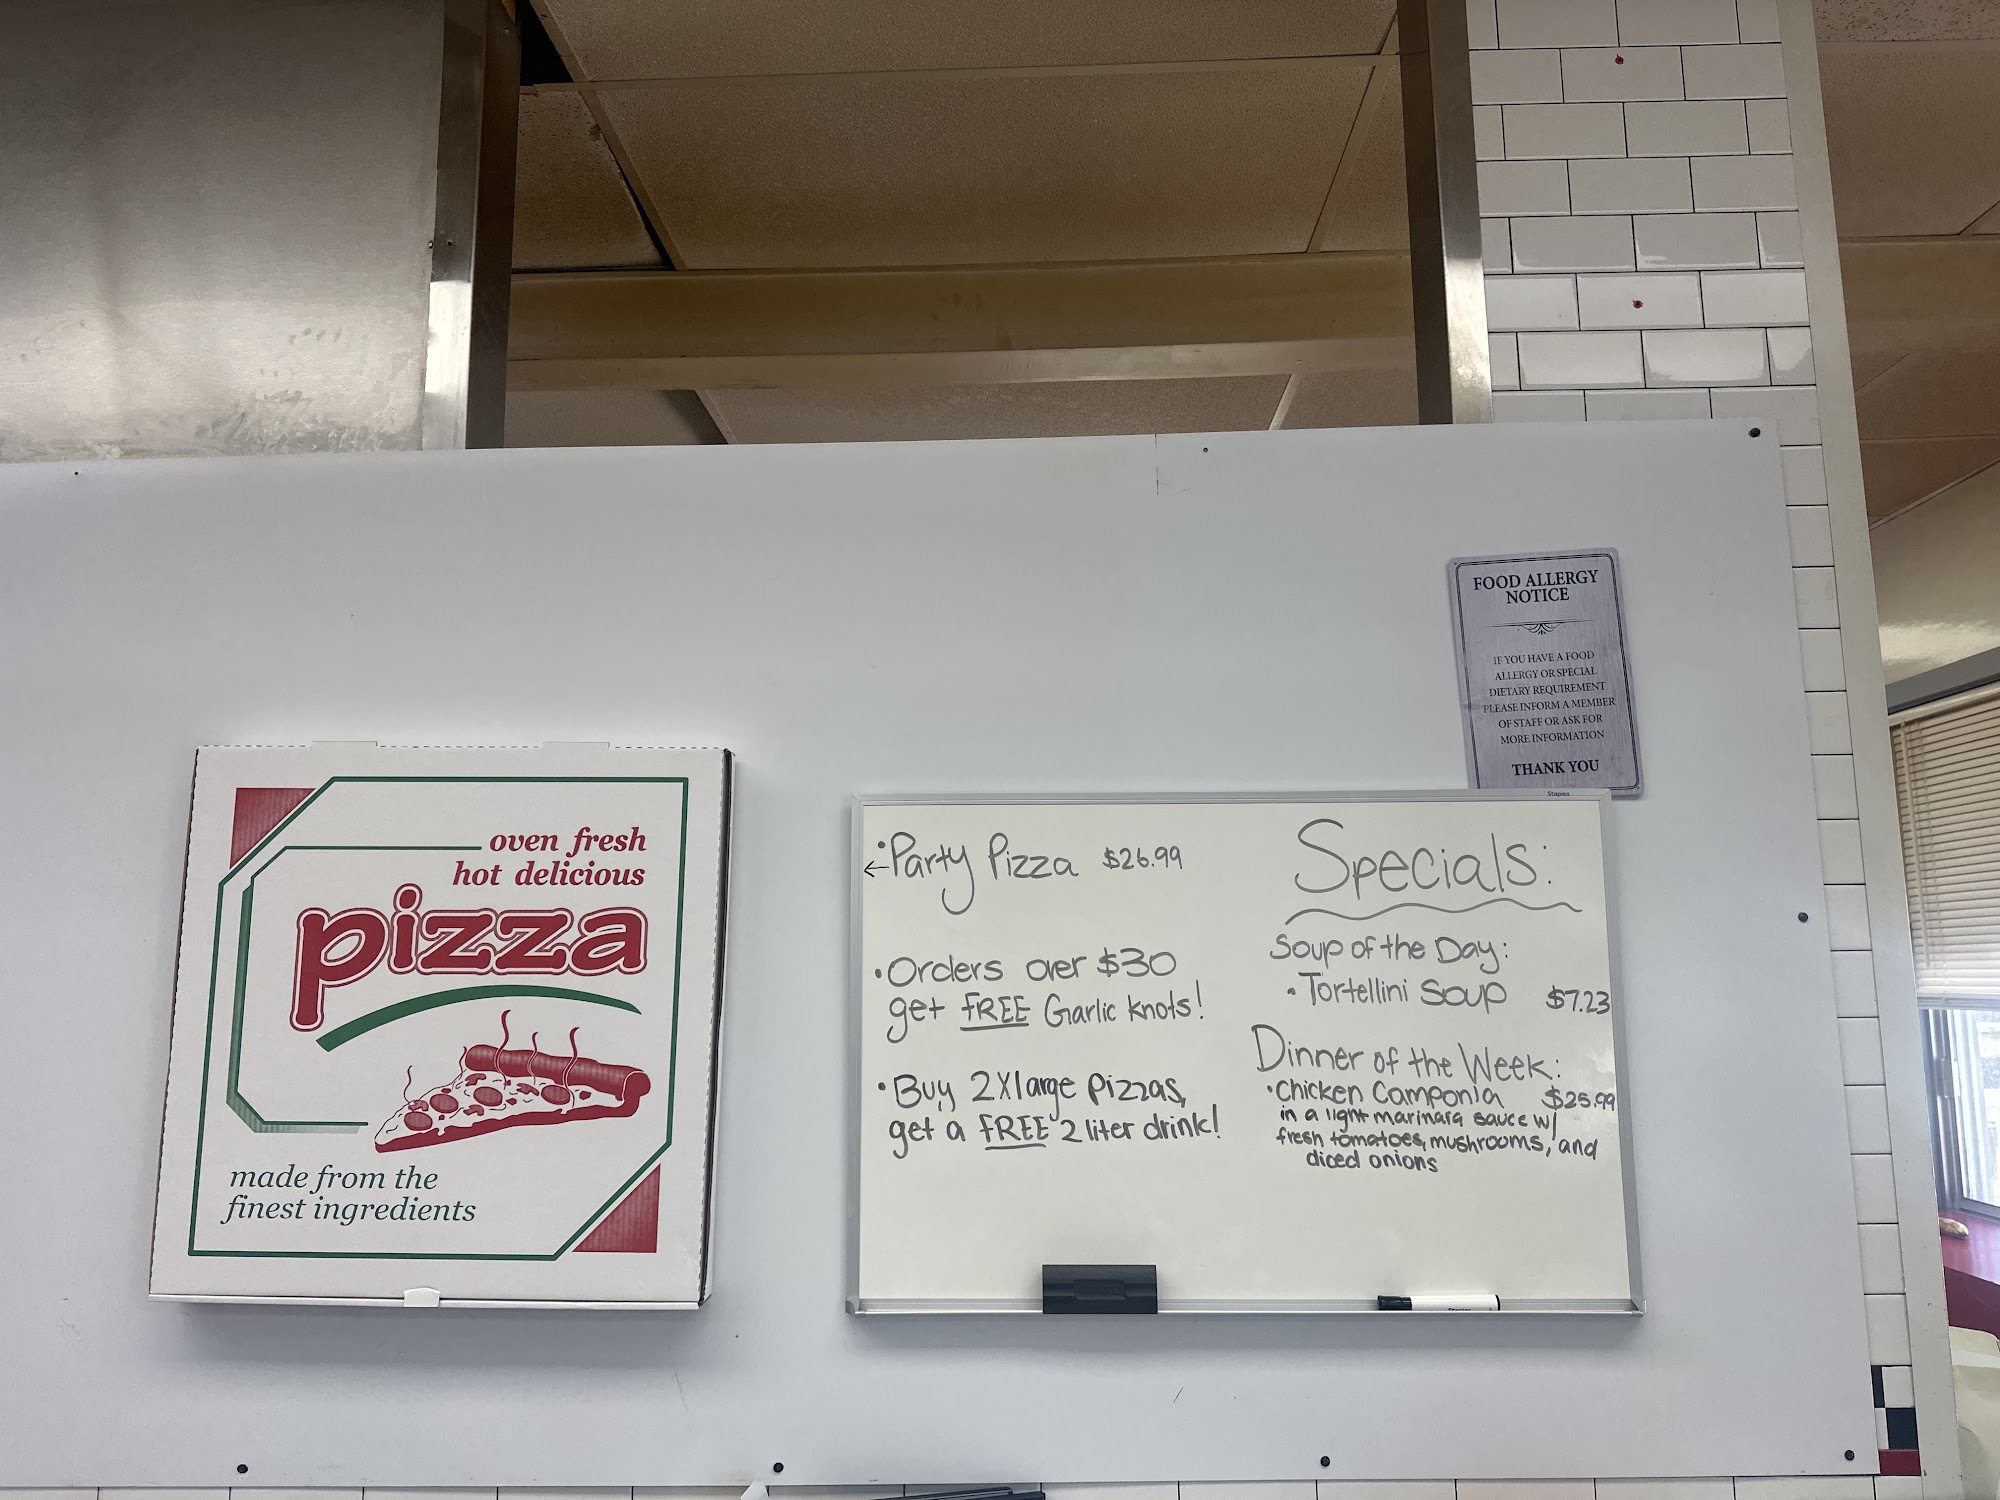 oven fresh
hot delicious
pizza
made from the
finest ingredients
FOOD ALLERGY
NOTICE
IF YOU HAVE A FOOD
ALLERGY OR SPECIAL
DIETARY REQUIREMENT
PLEASE INFORM A MEMBER
OF STAFF OR ASK FOR
MORE INFORMATION
THANK YOU
Staples
•Party Pizza $26.99
←
•Orders over $30
get FREE Garlic knots!
•Buy 2 Xlarge pizzas,
get a FREE 2 liter drink!
Specials:
Soup of the Day:
•Tortellini Soup $7.23
Dinner of the Week:
•Chicken Camponia $25.99
in a light marinara sauce w/
fresh tomatoes, mushrooms, and
diced onions